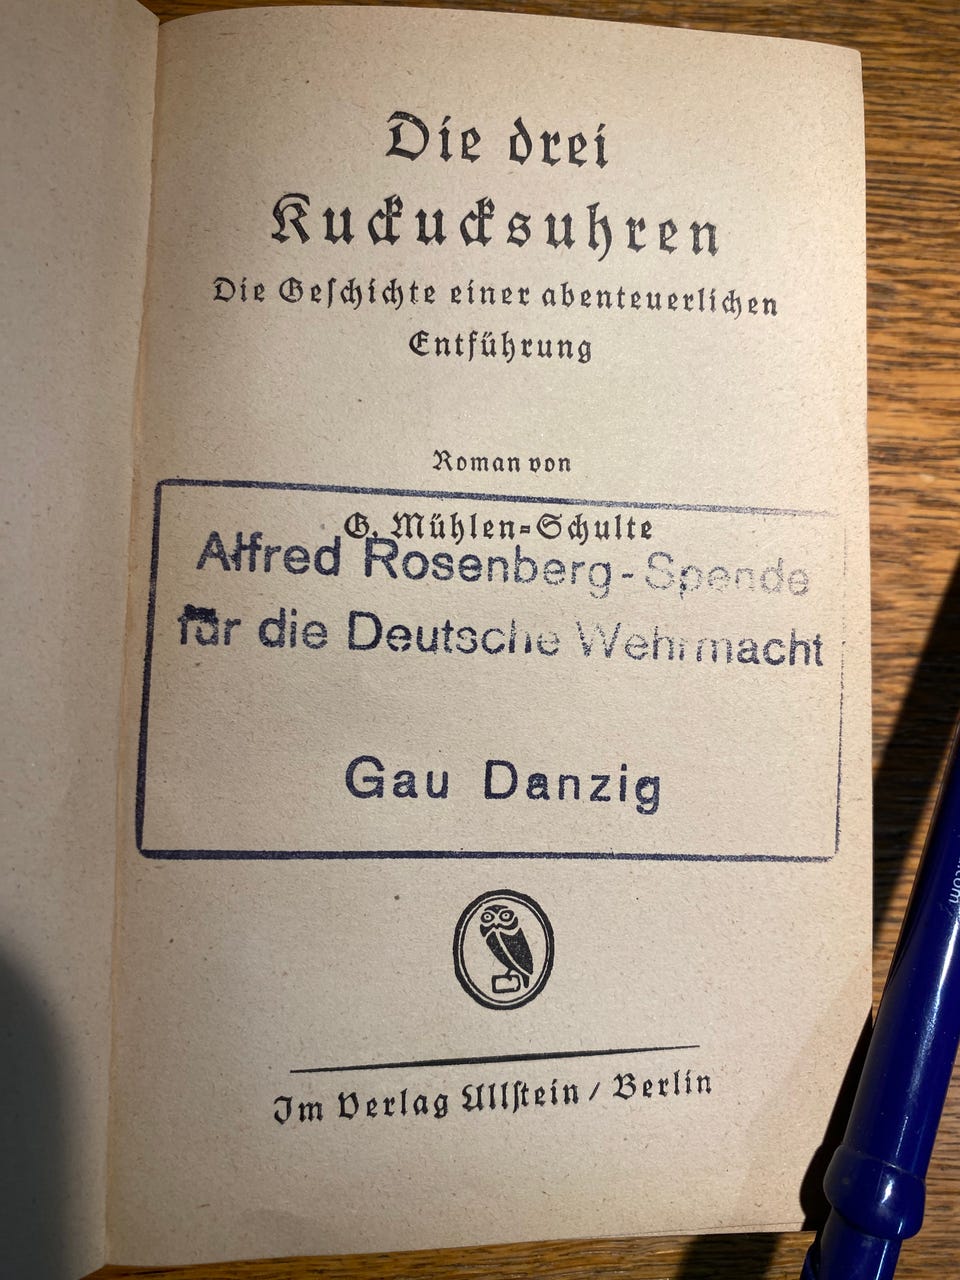 Die drei
Kuckucksuhren
Die Geschichte einer abenteuerlichen
Entführung
Roman von
G. Mühlen-Schulte
Alfred Rosenberg-Spende
für die Deutsche Wehrmacht
Gau Danzig
Im Verlag Ullstein / Berlin